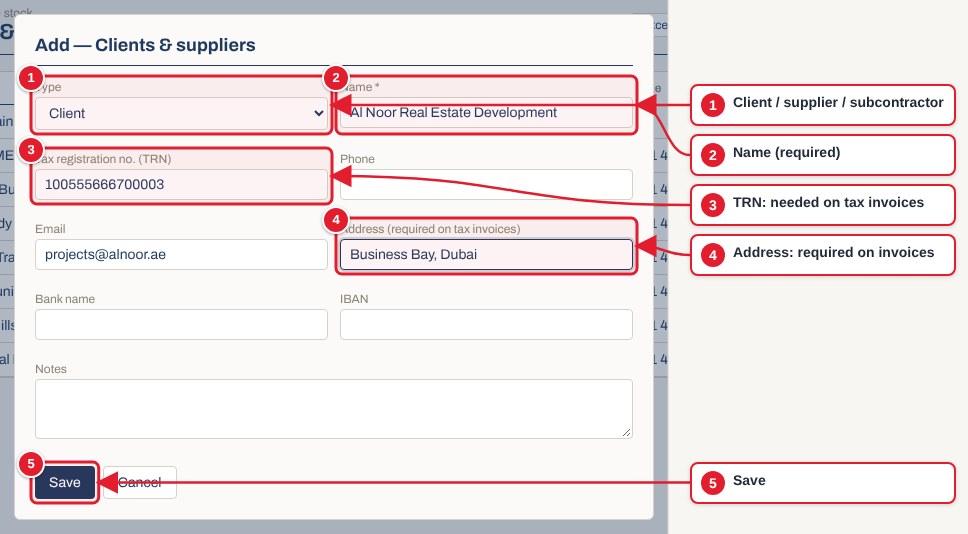 stock
&
Add — Clients & suppliers
1
2
Type
Name *
Client
Al Noor Real Estate Development
3
Tax registration no. (TRN)
Phone
100555666700003
4
Email
Address (required on tax invoices)
projects@alnoor.ae
Business Bay, Dubai
Bank name
IBAN
Notes
5
Save
Cancel
1 Client / supplier / subcontractor
2 Name (required)
3 TRN: needed on tax invoices
4 Address: required on invoices
5 Save